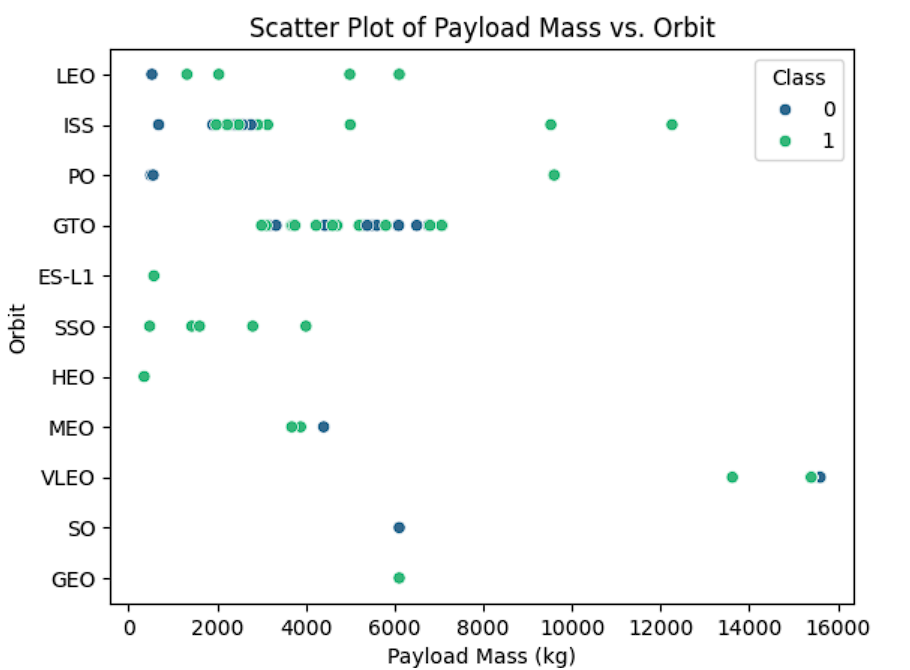 Scatter Plot of Payload Mass vs. Orbit
Class
0
1
LEO
ISS
PO
GTO
ES-L1
SSO
HEO
MEO
VLEO
SO
GEO
Orbit
0 2000 4000 6000 8000 10000 12000 14000 16000
Payload Mass (kg)